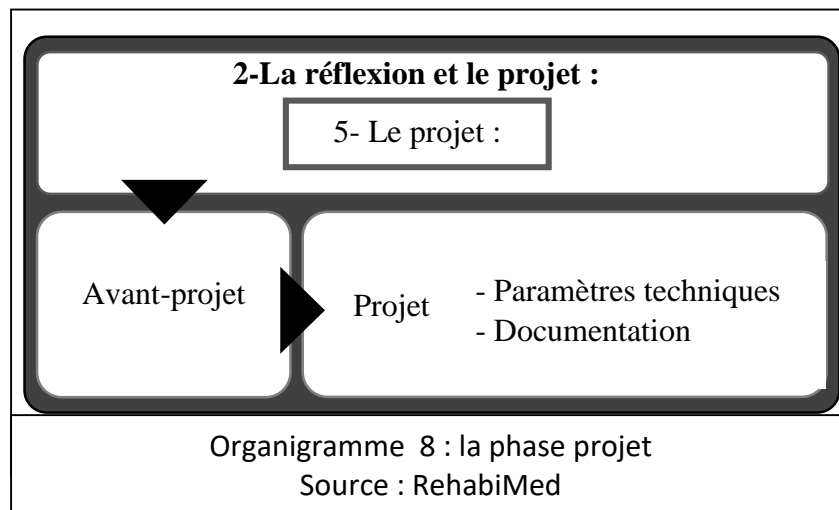 2-La réflexion et le projet :
5- Le projet :
Avant-projet
Projet
- Paramètres techniques
- Documentation
Organigramme  8 : la phase projet
Source : RehabiMed